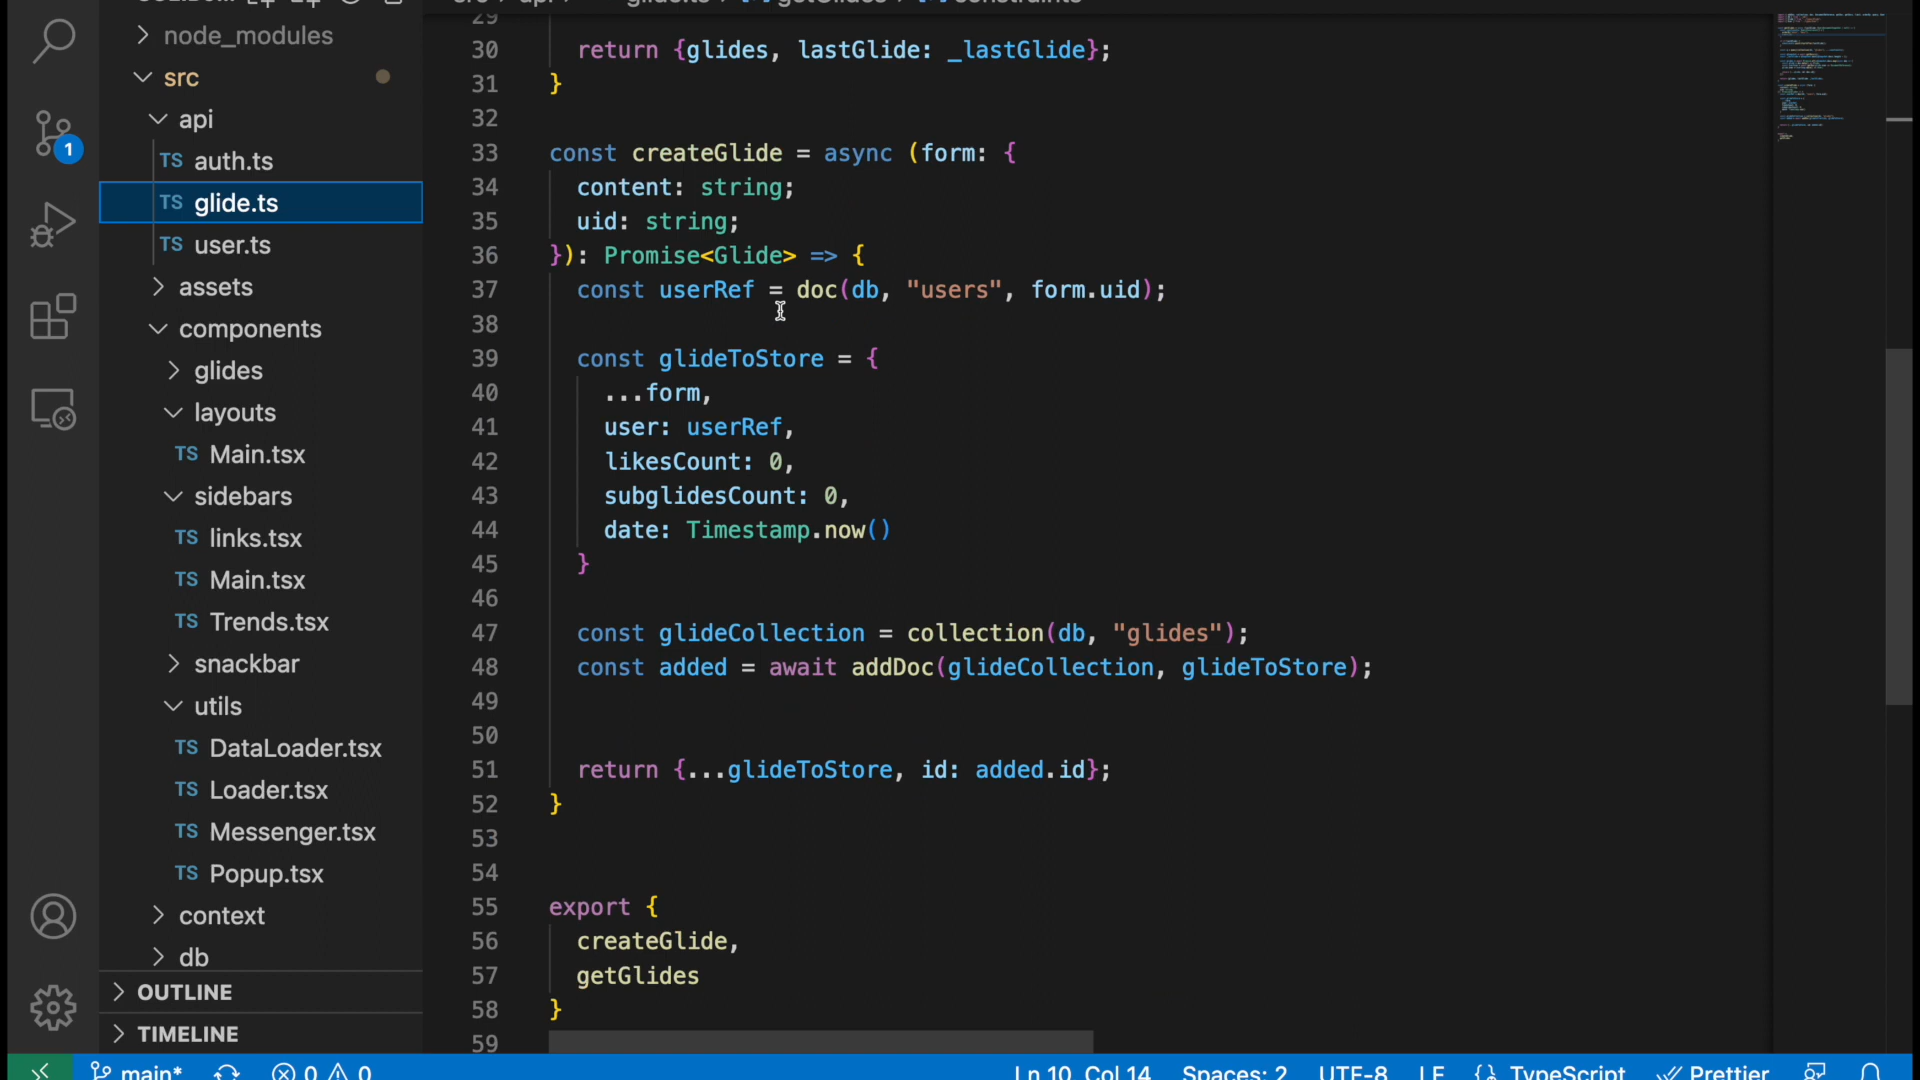 node_modules
src
api
TS auth.ts
TS glide.ts
TS user.ts
assets
components
glides
layouts
TS Main.tsx
sidebars
TS links.tsx
TS Main.tsx
TS Trends.tsx
snackbar
utils
TS DataLoader.tsx
TS Loader.tsx
TS Messenger.tsx
TS Popup.tsx
context
db
OUTLINE
TIMELINE
1
29
30 return {glides, lastGlide: _lastGlide};
31 }
32
33 const createGlide = async (form: {
34 content: string;
35 uid: string;
36 }): Promise<Glide> => {
37 const userRef = doc(db, "users", form.uid);
38
39 const glideToStore = {
40 ...form,
41 user: userRef,
42 likesCount: 0,
43 subglidesCount: 0,
44 date: Timestamp.now()
45 }
46
47 const glideCollection = collection(db, "glides");
48 const added = await addDoc(glideCollection, glideToStore);
49
50
51 return {...glideToStore, id: added.id};
52 }
53
54
55 export {
56 createGlide,
57 getGlides
58 }
59
main* 0 0 Ln 10, Col 14 Spaces: 2 UTF-8 LF {} TypeScript Prettier